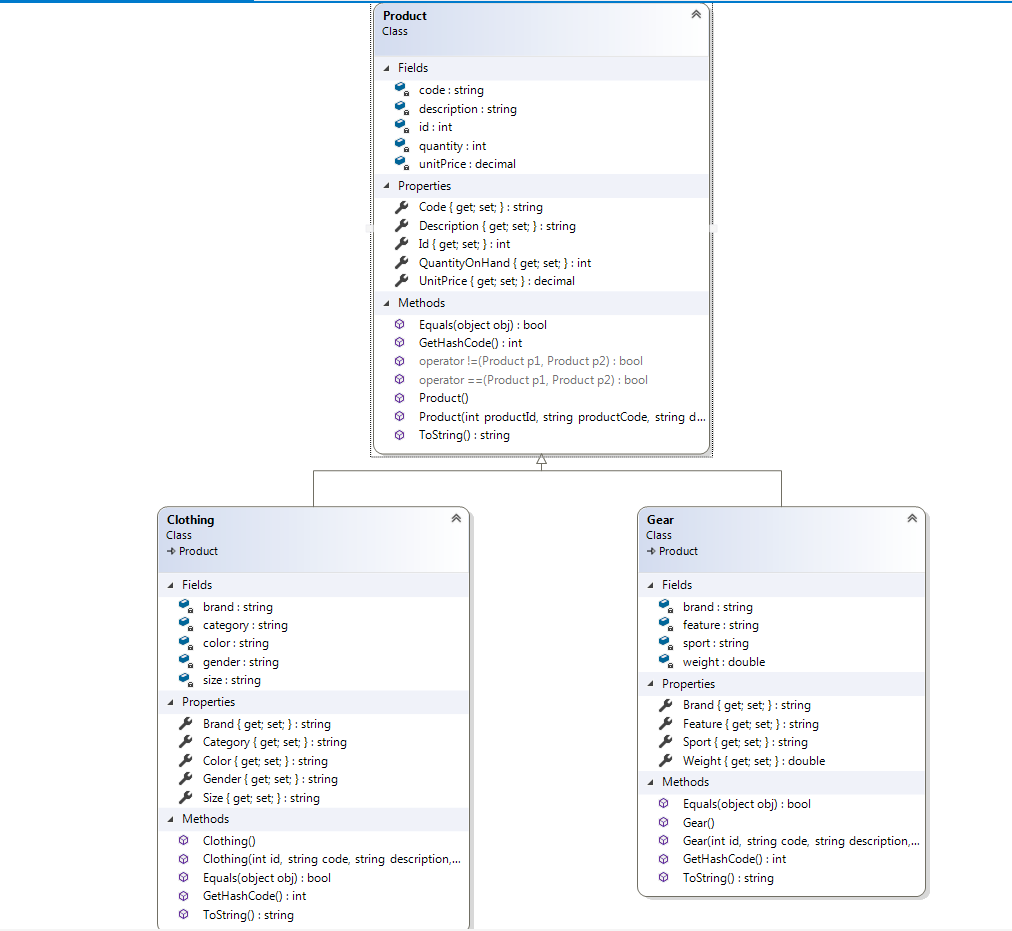 Product
Class
Fields
code : string
description : string
id : int
quantity : int
unitPrice : decimal
Properties
Code { get; set; } : string
Description { get; set; } : string
Id { get; set; } : int
QuantityOnHand { get; set; } : int
UnitPrice { get; set; } : decimal
Methods
Equals(object obj) : bool
GetHashCode() : int
operator !=(Product p1, Product p2) : bool
operator ==(Product p1, Product p2) : bool
Product()
Product(int productId, string productCode, string d...
ToString() : string
Clothing
Class
Product
Fields
brand : string
category : string
color : string
gender : string
size : string
Properties
Brand { get; set; } : string
Category { get; set; } : string
Color { get; set; } : string
Gender { get; set; } : string
Size { get; set; } : string
Methods
Clothing()
Clothing(int id, string code, string description,...
Equals(object obj) : bool
GetHashCode() : int
ToString() : string
Gear
Class
Product
Fields
brand : string
feature : string
sport : string
weight : double
Properties
Brand { get; set; } : string
Feature { get; set; } : string
Sport { get; set; } : string
Weight { get; set; } : double
Methods
Equals(object obj) : bool
Gear()
Gear(int id, string code, string description,...
GetHashCode() : int
ToString() : string